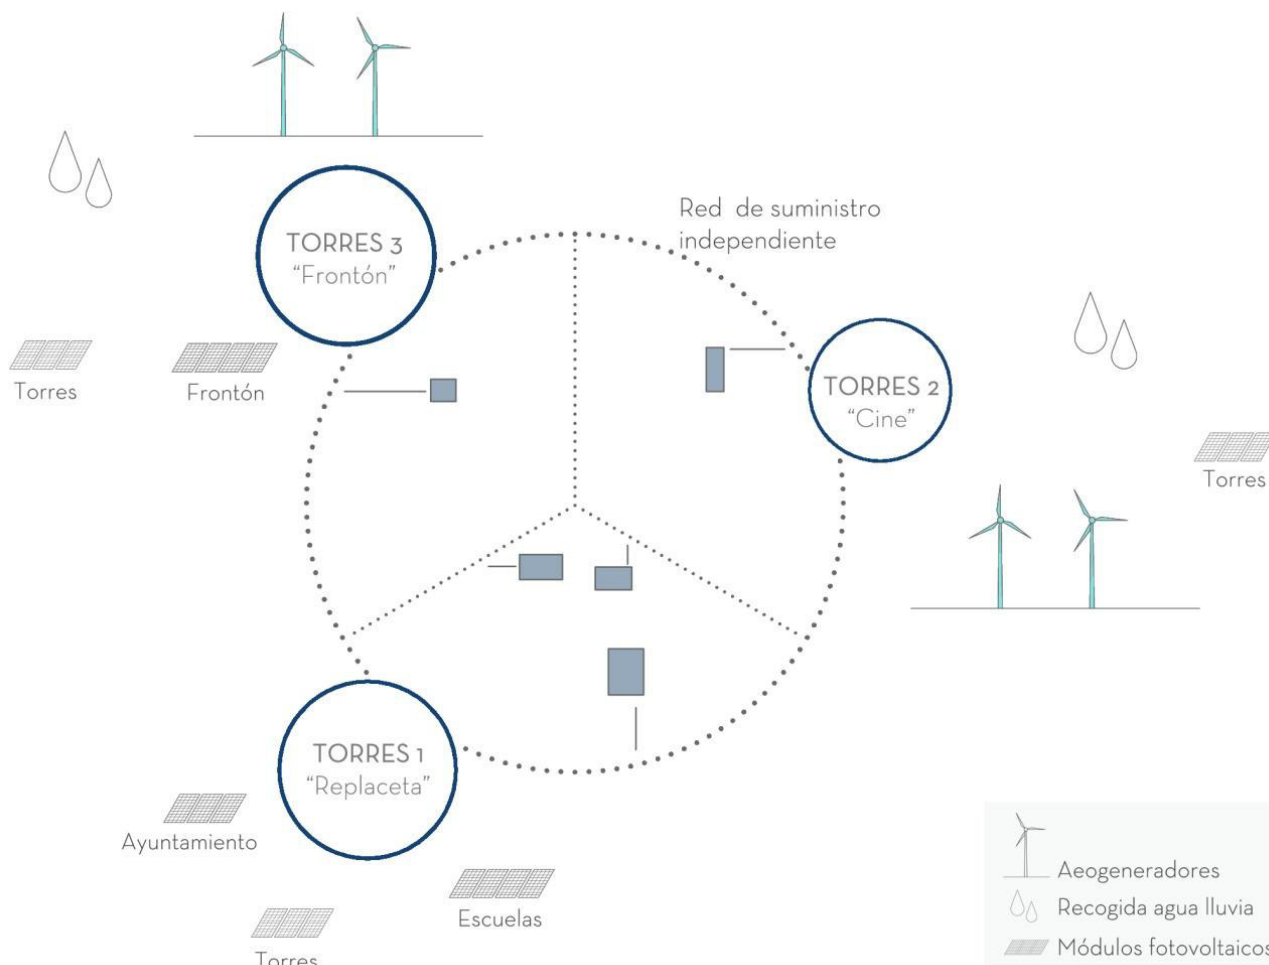 Red de suministro
independiente
TORRES 3
"Frontón"
Torres
Frontón
TORRES 2
"Cine"
Torres
TORRES 1
"Replaceta"
Ayuntamiento
Escuelas
Torres
Aeogeneradores
Recogida agua lluvia
Módulos fotovoltaicos